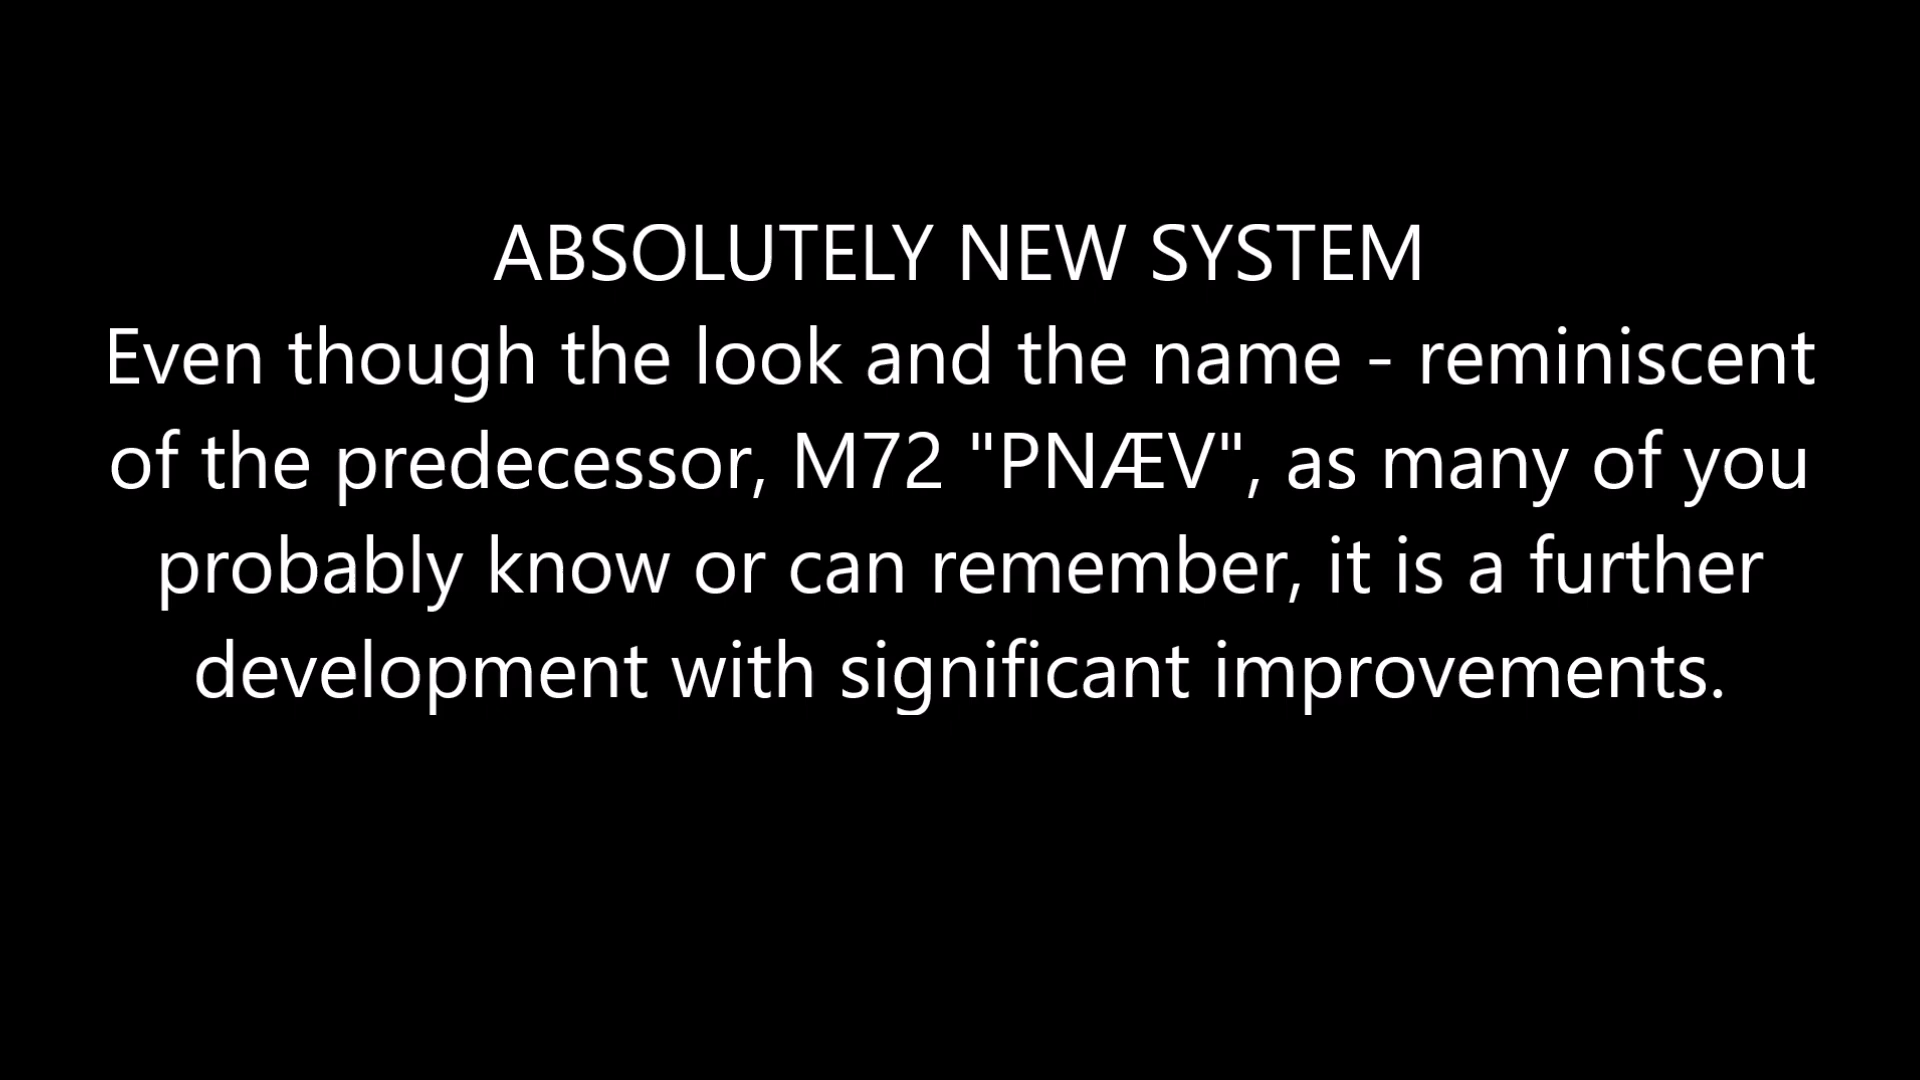 ABSOLUTELY NEW SYSTEM
Even though the look and the name - reminiscent
of the predecessor, M72 "PNÆV", as many of you
probably know or can remember, it is a further
development with significant improvements.